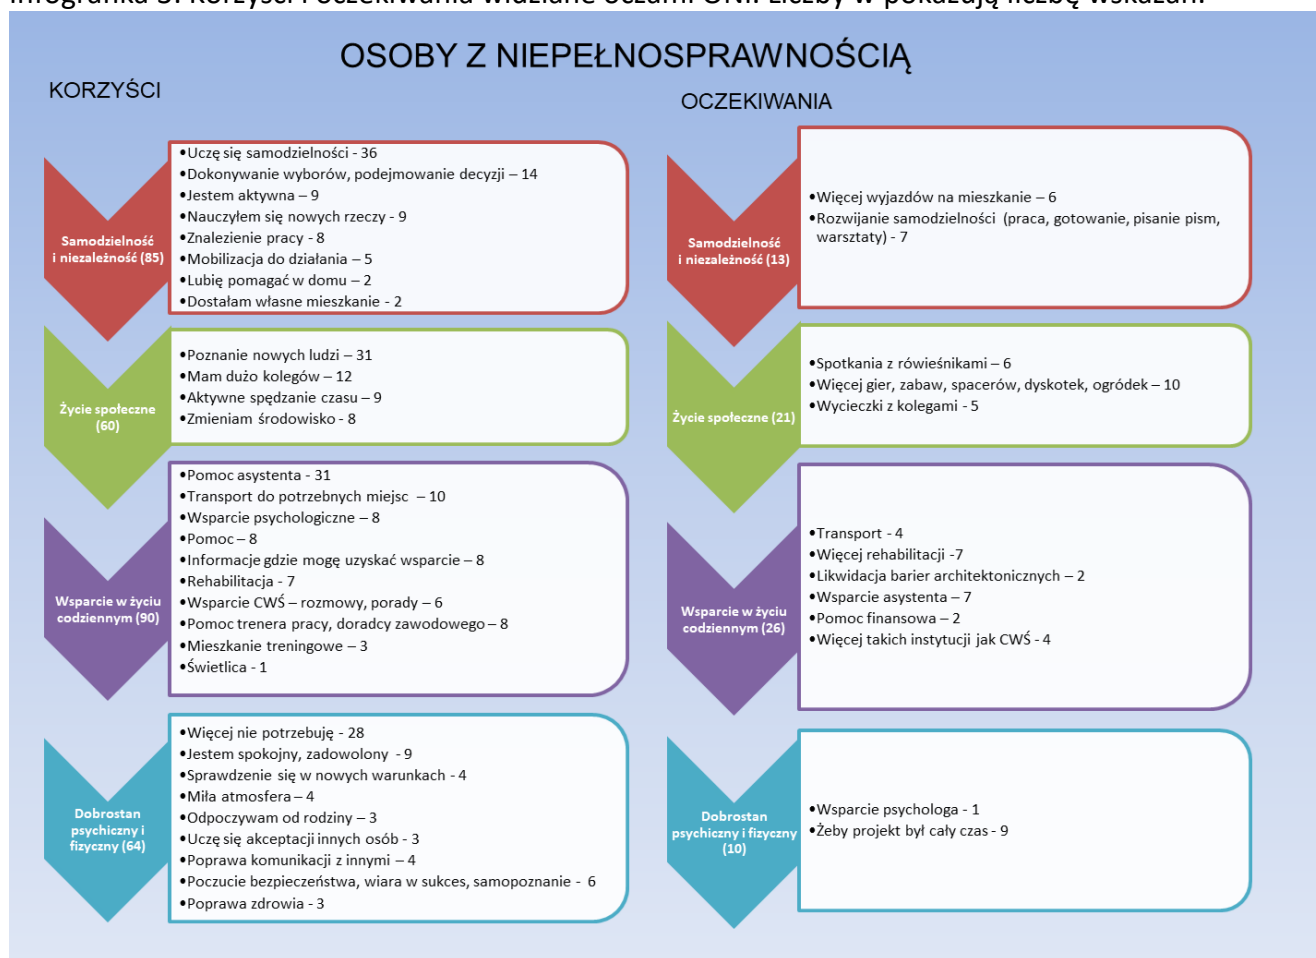 Infografika 3. Korzyści i oczekiwania widziane oczami ONI. Liczby w pokazują liczbę wskazań.
OSOBY Z NIEPEŁNOSPRAWNOŚCIĄ
KORZYŚCI
Samodzielność
i niezależność (85)
•Uczę się samodzielności - 36
•Dokonywanie wyborów, podejmowanie decyzji – 14
•Jestem aktywna – 9
•Nauczyłem się nowych rzeczy - 9
•Znalezienie pracy - 8
•Mobilizacja do działania – 5
•Lubię pomagać w domu – 2
•Dostałam własne mieszkanie - 2
Życie społeczne
(60)
•Poznanie nowych ludzi – 31
•Mam dużo kolegów – 12
•Aktywne spędzanie czasu – 9
•Zmieniam środowisko - 8
Wsparcie w życiu
codziennym (90)
•Pomoc asystenta - 31
•Transport do potrzebnych miejsc – 10
•Wsparcie psychologiczne – 8
•Pomoc – 8
•Informacje gdzie mogę uzyskać wsparcie – 8
•Rehabilitacja - 7
•Wsparcie CWŚ – rozmowy, porady – 6
•Pomoc trenera pracy, doradcy zawodowego – 8
•Mieszkanie treningowe – 3
•Świetlica - 1
Dobrostan
psychiczny i
fizyczny (64)
•Więcej nie potrzebuję - 28
•Jestem spokojny, zadowolony - 9
•Sprawdzenie się w nowych warunkach - 4
•Miła atmosfera – 4
•Odpoczywam od rodziny – 3
•Uczę się akceptacji innych osób - 3
•Poprawa komunikacji z innymi – 4
•Poczucie bezpieczeństwa, wiara w sukces, samopoznanie - 6
•Poprawa zdrowia - 3
OCZEKIWANIA
Samodzielność
i niezależność (13)
•Więcej wyjazdów na mieszkanie – 6
•Rozwijanie samodzielności (praca, gotowanie, pisanie pism,
warsztaty) - 7
Życie społeczne (21)
•Spotkania z rówieśnikami – 6
•Więcej gier, zabaw, spacerów, dyskotek, ogródek – 10
•Wycieczki z kolegami - 5
Wsparcie w życiu
codziennym (26)
•Transport - 4
•Więcej rehabilitacji -7
•Likwidacja barier architektonicznych – 2
•Wsparcie asystenta – 7
•Pomoc finansowa – 2
•Więcej takich instytucji jak CWŚ - 4
Dobrostan
psychiczny i fizyczny
(10)
•Wsparcie psychologa - 1
•Żeby projekt był cały czas - 9